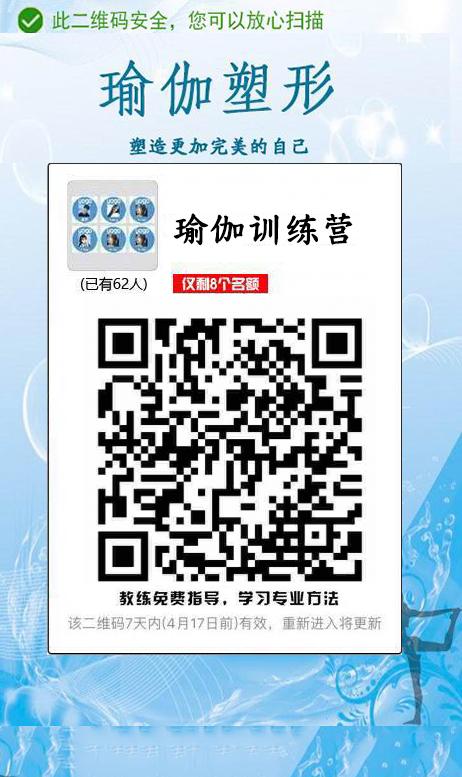 此二维码安全，您可以放心扫描
瑜伽塑形
塑造更加完美的自己
瑜伽训练营
(已有62人)
仅剩8个名额
教练免费指导，学习专业方法
该二维码7天内(4月17日前)有效，重新进入将更新